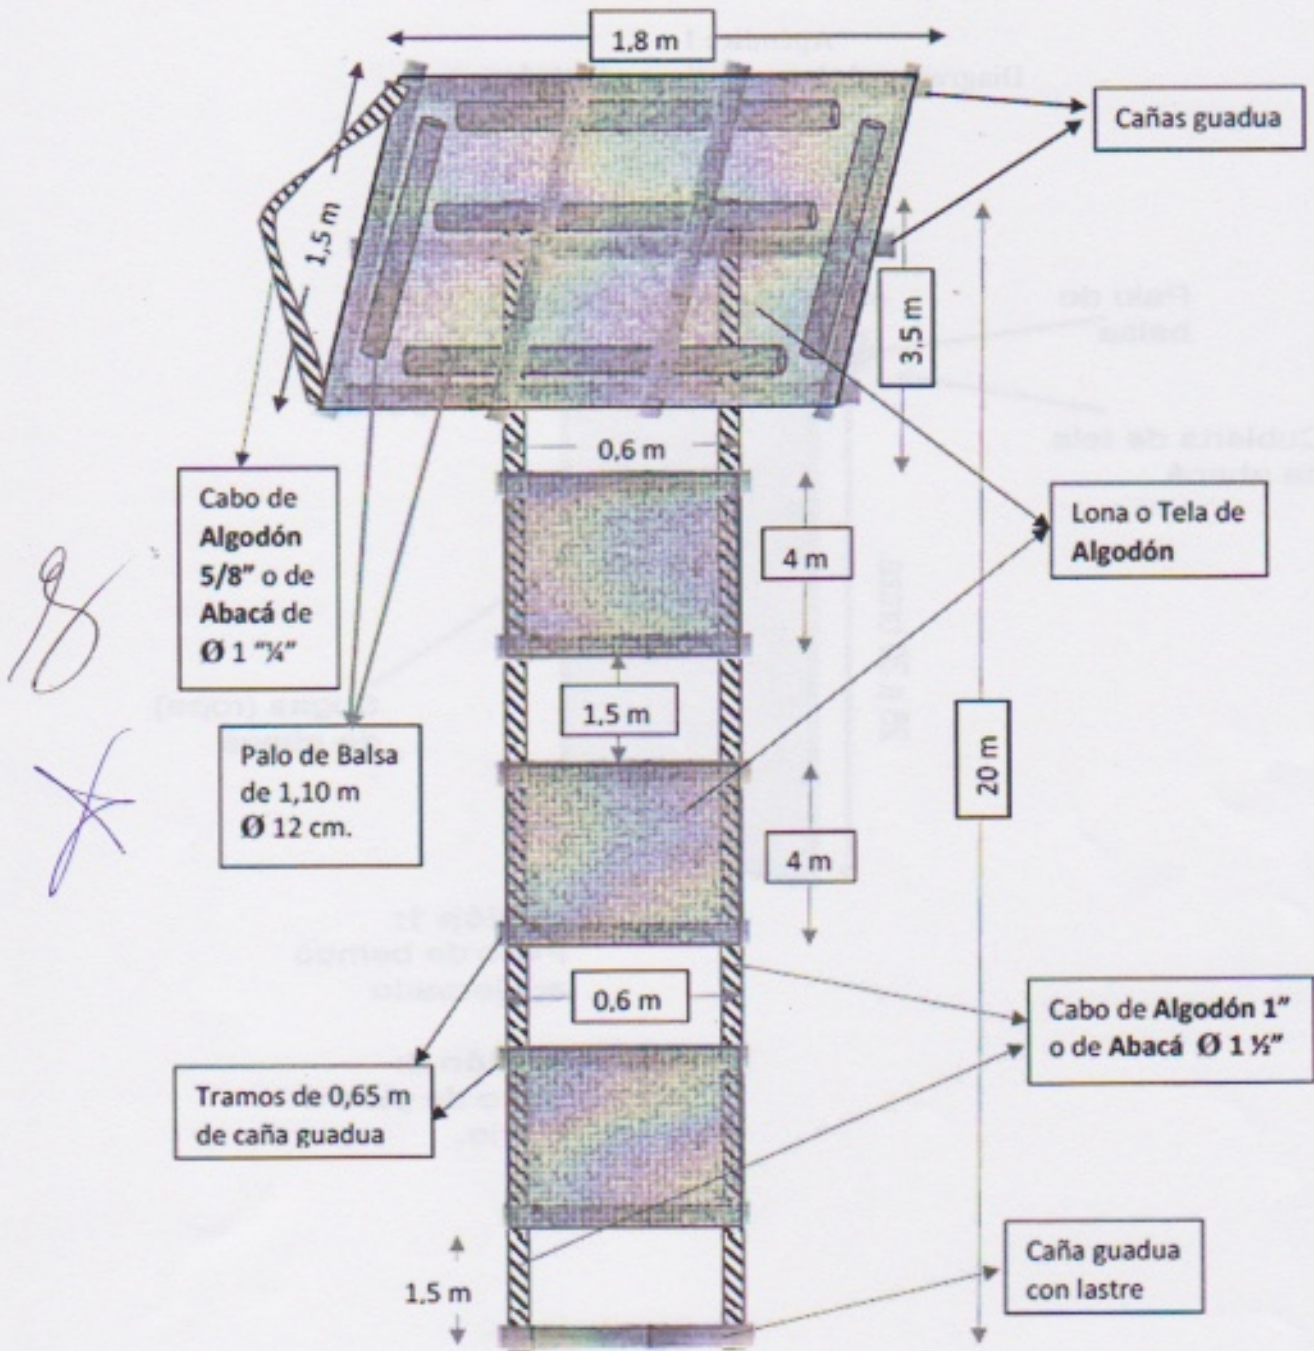 1,8 m
Cañas guadua
1,5 m
3,5 m
0,6 m
Cabo de
Algodón
5/8" o de
Abacá de
Ø 1 "¼"
4 m
Lona o Tela de
Algodón
1,5 m
20 m
Palo de Balsa
de 1,10 m
Ø 12 cm.
4 m
0,6 m
Cabo de Algodón 1"
o de Abacá Ø 1 ½"
Tramos de 0,65 m
de caña guadua
1,5 m
Caña guadua
con lastre